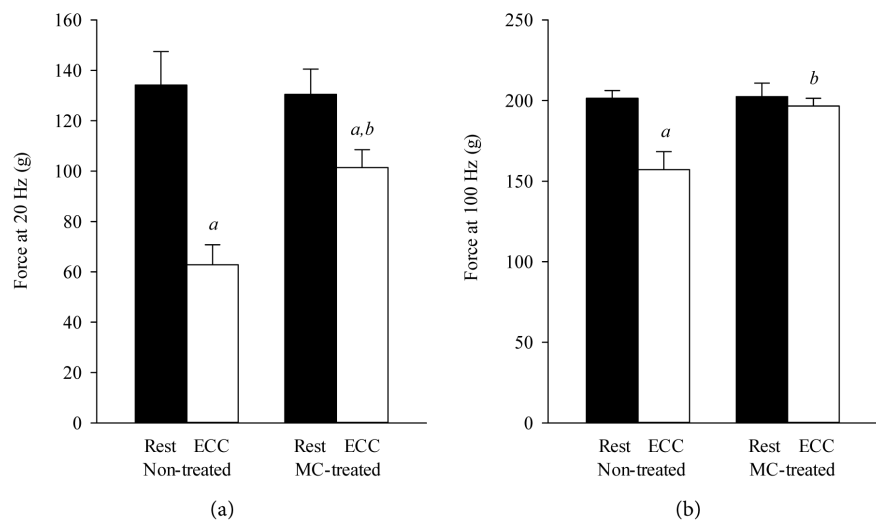 160
140
120
100
80
60
40
20
0
Force at 20 Hz (g)
a
a,b
Rest ECC Rest ECC
Non-treated MC-treated
(a)
250
200
150
100
50
0
Force at 100 Hz (g)
a
b
Rest ECC Rest ECC
Non-treated MC-treated
(b)